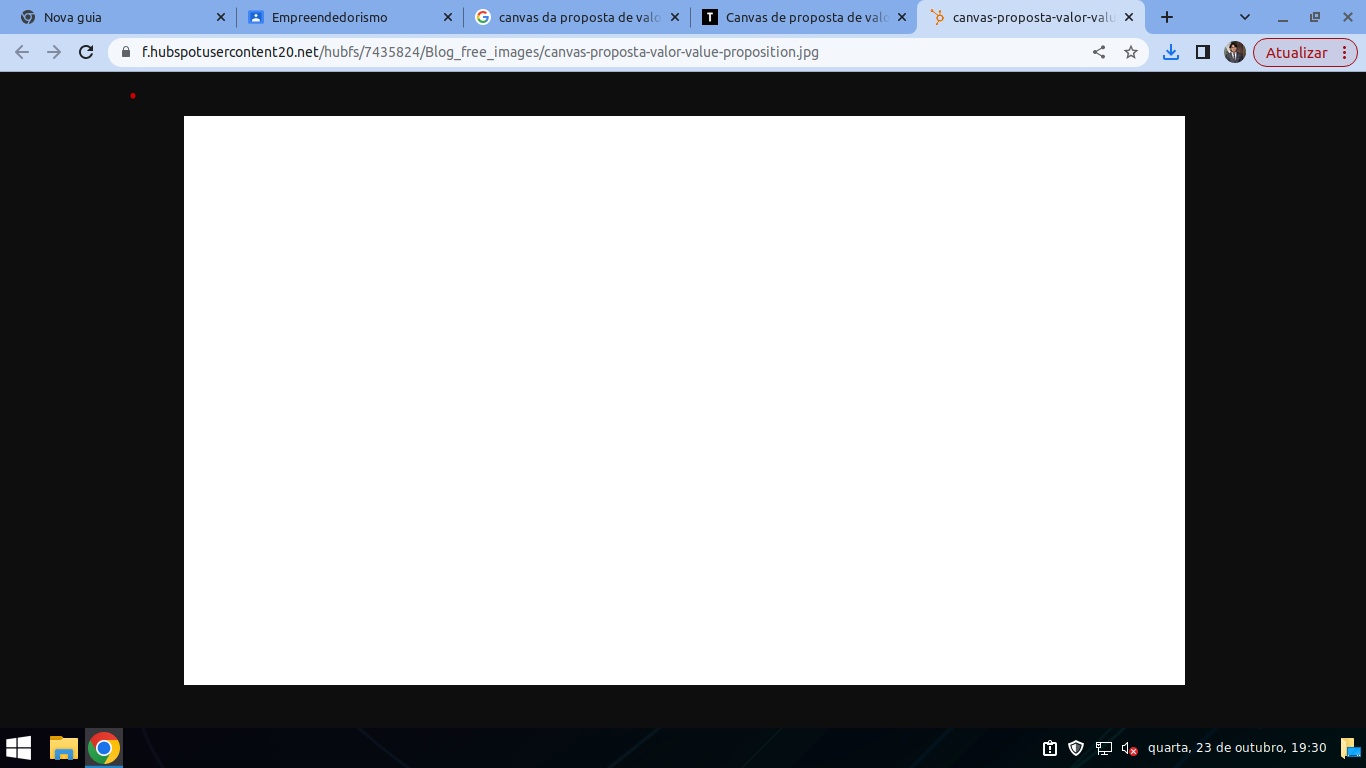 Nova guia
Empreendedorismo
canvas da proposta de valo
Canvas de proposta de valo
canvas-proposta-valor-valu
f.hubspotusercontent20.net/hubfs/7435824/Blog_free_images/canvas-proposta-valor-value-proposition.jpg
Atualizar
quarta, 23 de outubro, 19:30